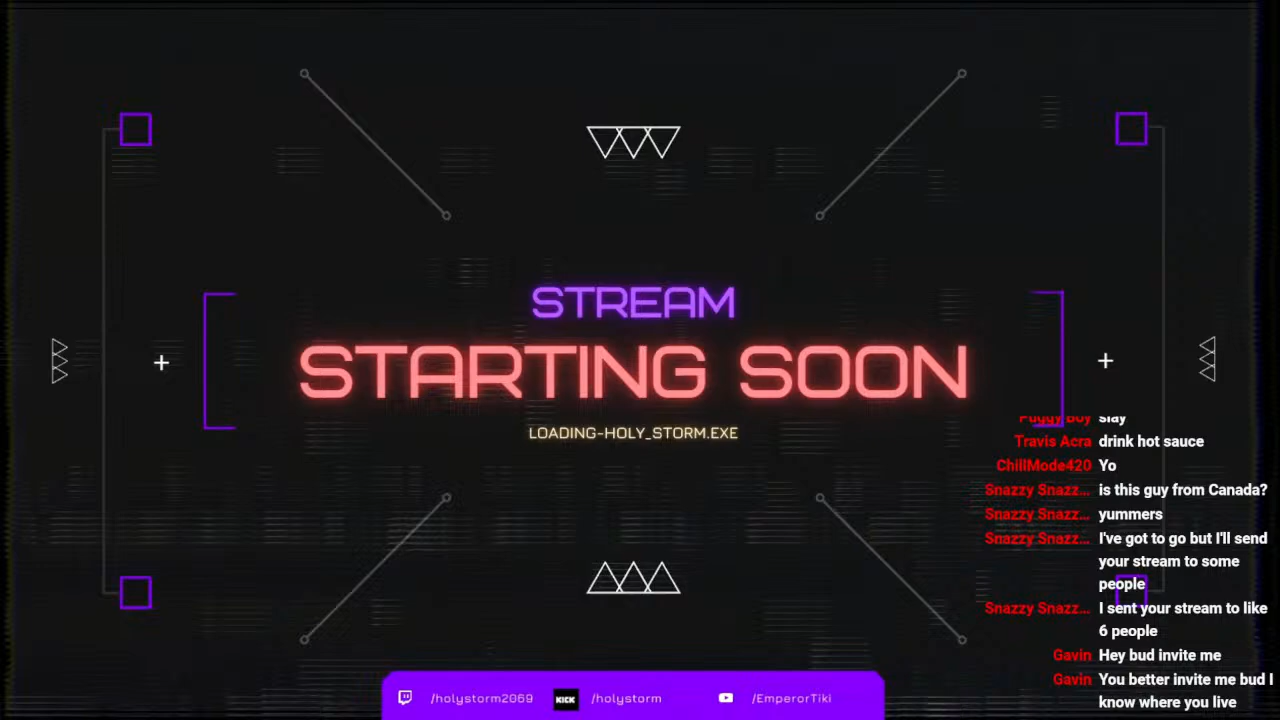 STREAM
STARTING SOON
LOADING-HOLY_STORM.EXE
Puggy Boy slay
Travis Acra drink hot sauce
ChillMode420 Yo
Snazzy Snazz... is this guy from Canada?
Snazzy Snazz... yummers
Snazzy Snazz... I've got to go but I'll send
your stream to some
people
Snazzy Snazz... I sent your stream to like
6 people
Gavin Hey bud invite me
Gavin You better invite me bud I
know where you live
/holystorm2069 KICK /holystorm /EmperorTiki